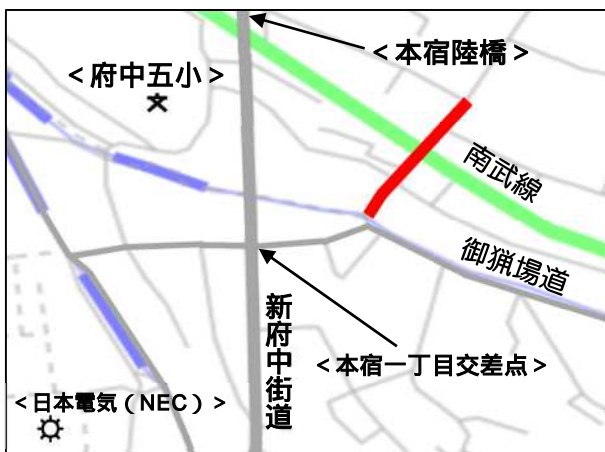 <本宿陸橋>
<府中五小>
南武線
御猟場道
新府中街道
<本宿一丁目交差点>
<日本電気(NEC)>